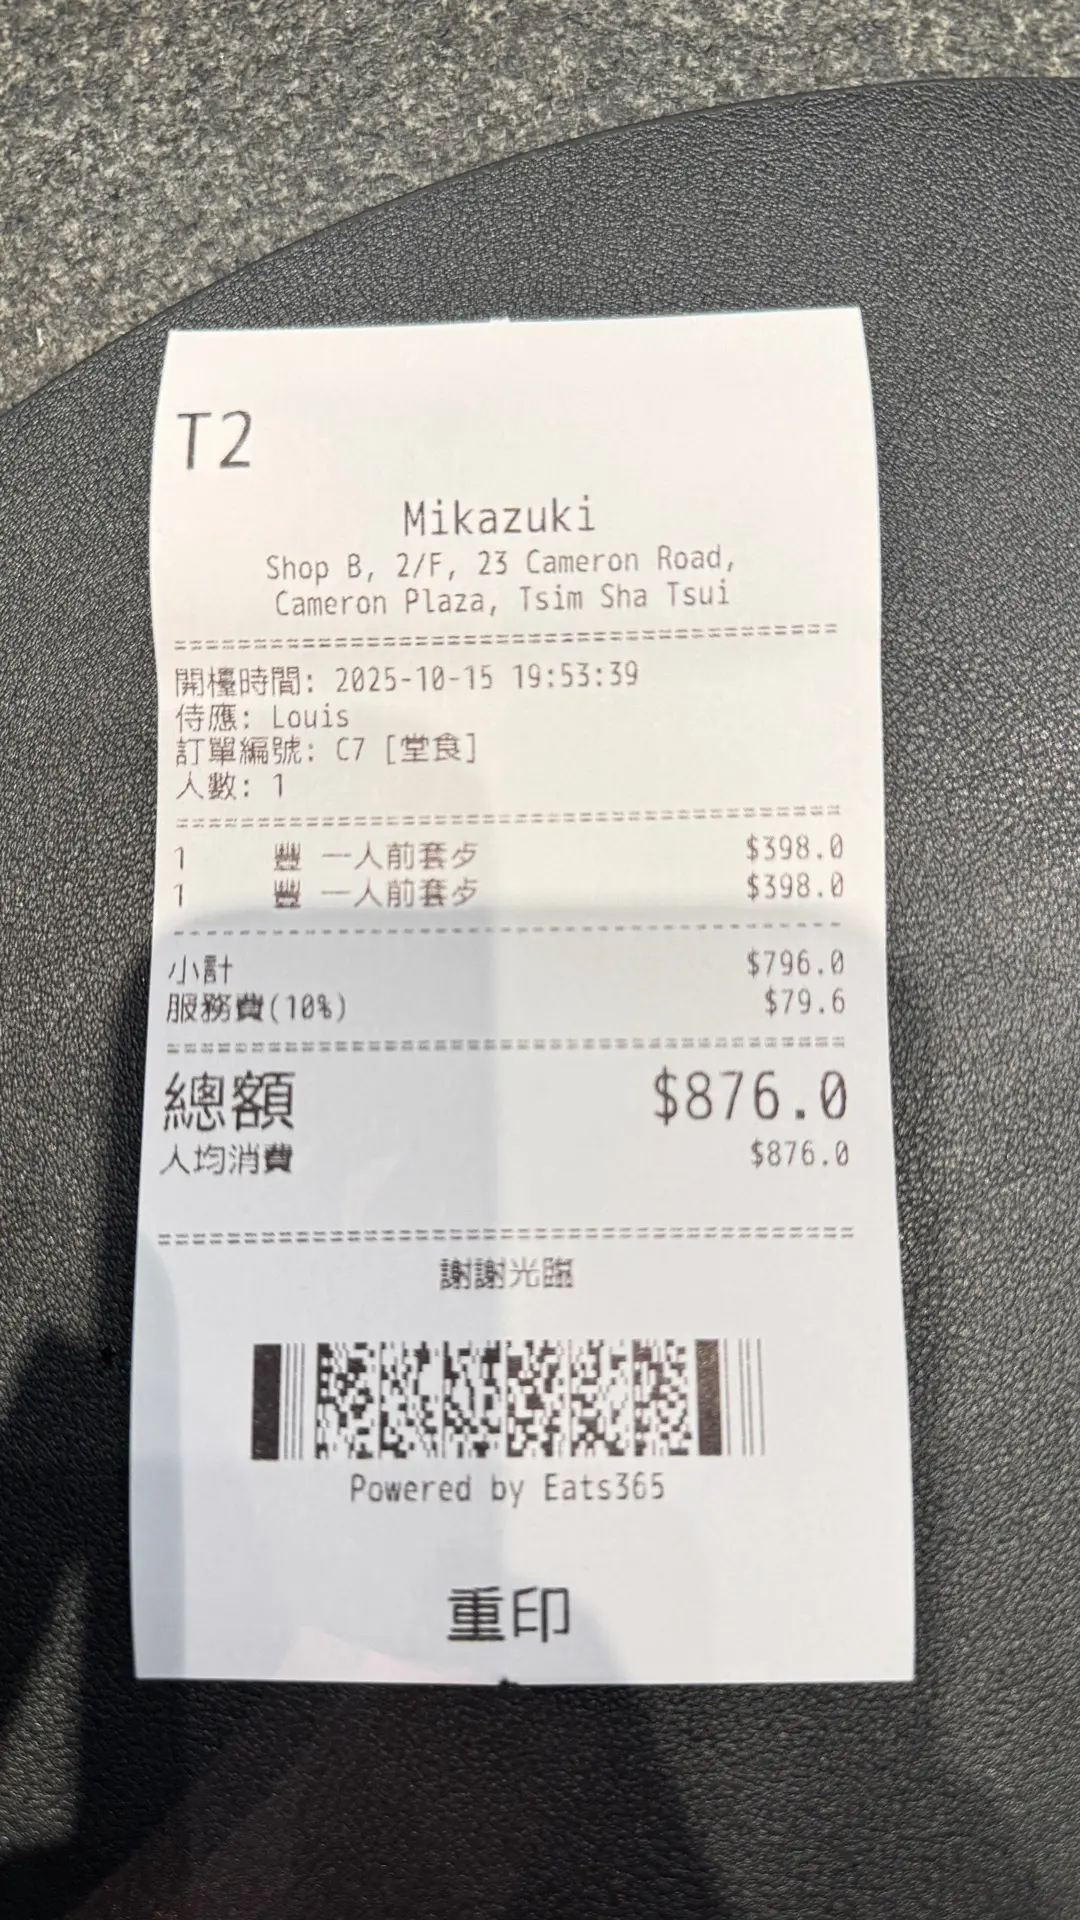 T2
Mikazuki
Shop B, 2/F, 23 Cameron Road,
Cameron Plaza, Tsim Sha Tsui
開檯時間: 2025-10-15 19:53:39
侍應: Louis
訂單編號: C7 [堂食]
人數: 1
1 豐 一人前套歺 $398.0
1 豐 一人前套歺 $398.0
小計 $796.0
服務費(10%) $79.6
總額 $876.0
人均消費 $876.0
謝謝光臨
Powered by Eats365
重印